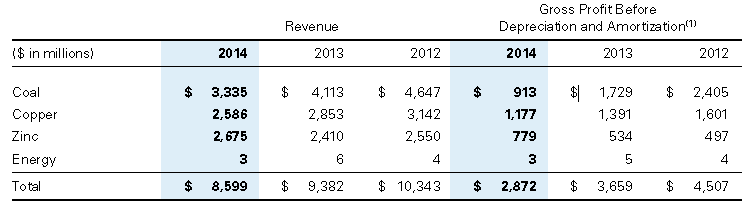 Gross Profit Before
Revenue Depreciation and Amortization(1)
($ in millions) 2014 2013 2012 2014 2013 2012
Coal $ 3,335 $ 4,113 $ 4,647 $ 913 $ 1,729 $ 2,405
Copper 2,586 2,853 3,142 1,177 1,391 1,601
Zinc 2,675 2,410 2,550 779 534 497
Energy 3 6 4 3 5 4
Total $ 8,599 $ 9,382 $ 10,343 $ 2,872 $ 3,659 $ 4,507